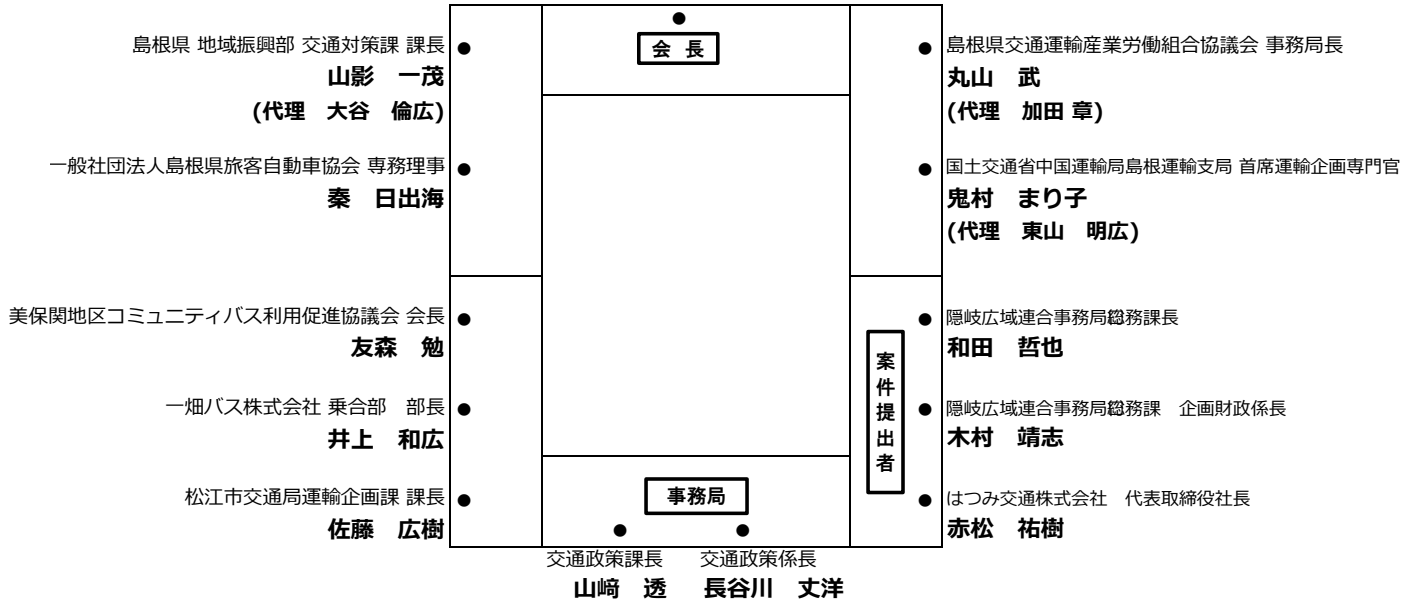 会 長
島根県 地域振興部 交通対策課 課長
山影　一茂
(代理　大谷　倫広)
一般社団法人島根県旅客自動車協会 専務理事
秦　日出海
美保関地区コミュニティバス利用促進協議会 会長
友森　勉
一畑バス株式会社 乗合部　部長
井上　和広
松江市交通局運輸企画課 課長
佐藤　広樹
島根県交通運輸産業労働組合協議会 事務局長
丸山　武
(代理　加田 章)
国土交通省中国運輸局島根運輸支局 首席運輸企画専門官
鬼村　まり子
(代理　東山　明広)
案件提出者
隠岐広域連合事務局総務課長
和田　哲也
隠岐広域連合事務局総務課　企画財政係長
木村　靖志
はつみ交通株式会社　代表取締役社長
赤松　祐樹
事務局
交通政策課長
山﨑　透
交通政策係長
長谷川　丈洋